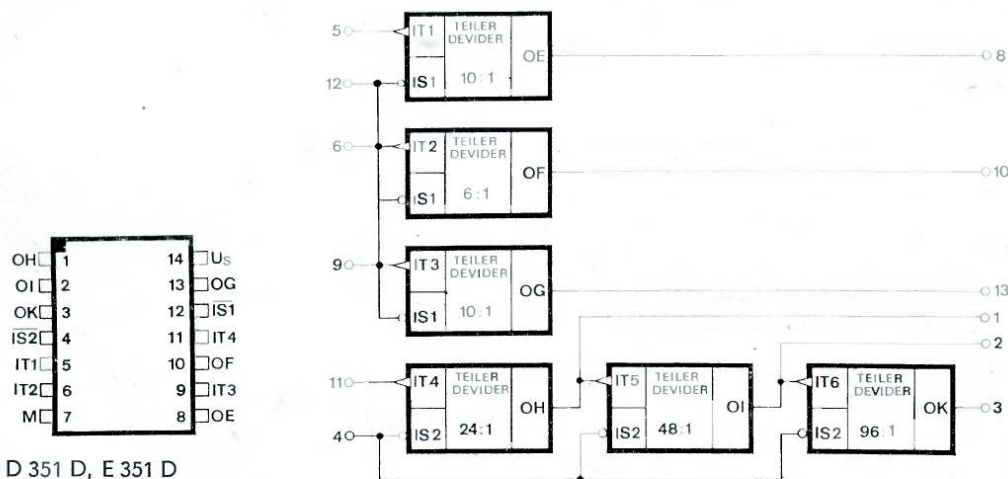 OH 1 14 Us
OI 2 13 OG
OK 3 12 IS1
IS2 4 11 IT4
IT1 5 10 OF
IT2 6 9 IT3
M 7 8 OE
D 351 D, E 351 D
5 IT1 TEILER
DEVIDER
OE 8
12 IS1 10:1
6 IT2 TEILER
DEVIDER
OF 10
IS1 6:1
9 IT3 TEILER
DEVIDER
OG 13
IS1 10:1
1
2
11 IT4 TEILER
DEVIDER
OH
4 IS2 24:1
IT5 TEILER
DEVIDER
OI
IS2 48:1
IT6 TEILER
DEVIDER
OK 3
IS2 96:1